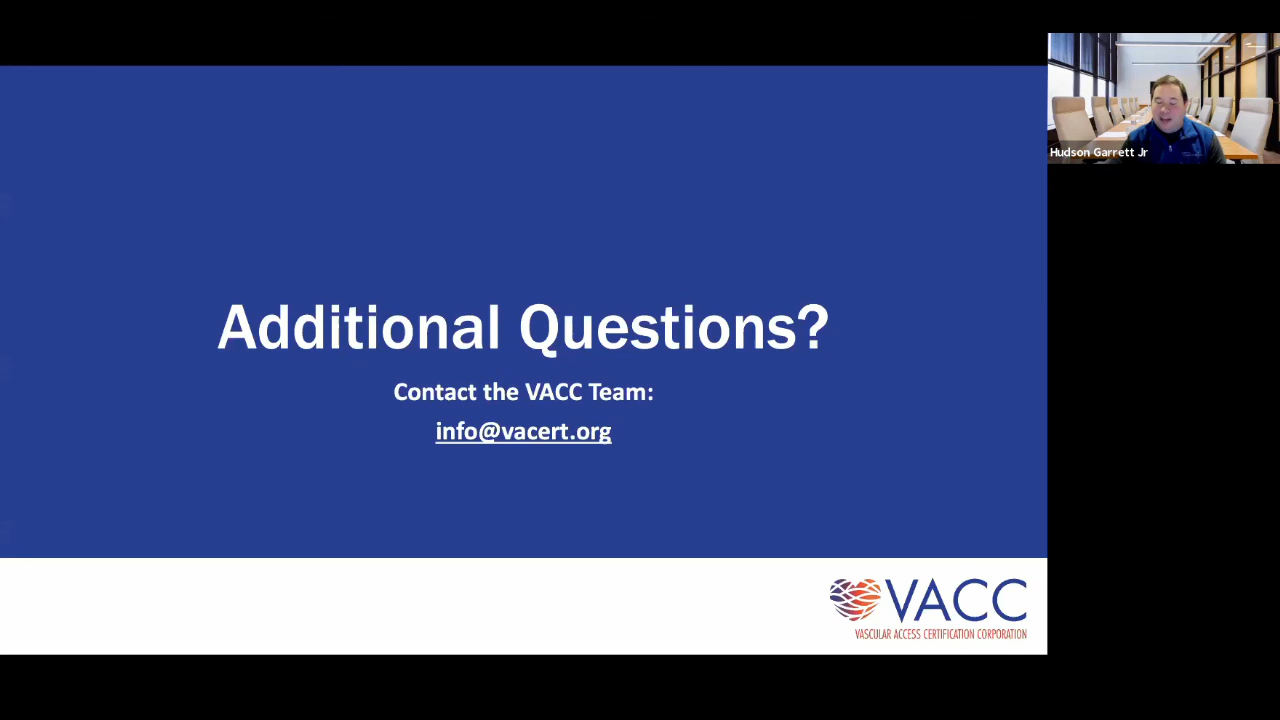 Additional Questions?
Contact the VACC Team:
info@vacert.org
VACC
VASCULAR ACCESS CERTIFICATION CORPORATION
Hudson Garrett Jr